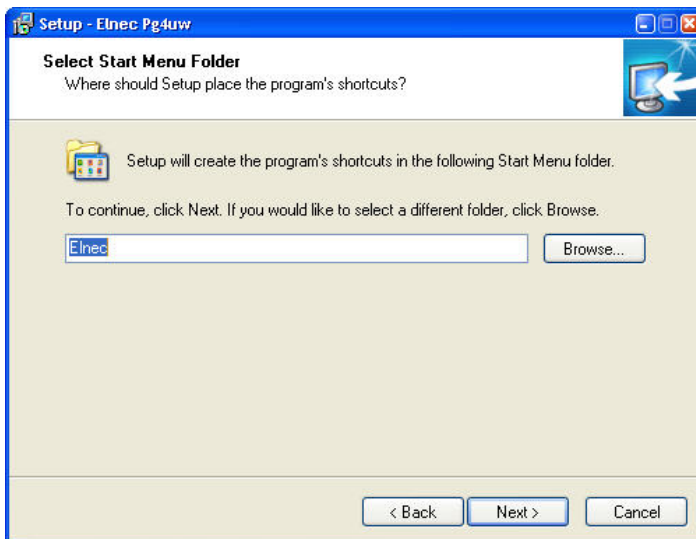 Setup - Elnec Pg4uw
Select Start Menu Folder
Where should Setup place the program's shortcuts?
Setup will create the program's shortcuts in the following Start Menu folder.
To continue, click Next. If you would like to select a different folder, click Browse.
Elnec
Browse...
< Back
Next >
Cancel